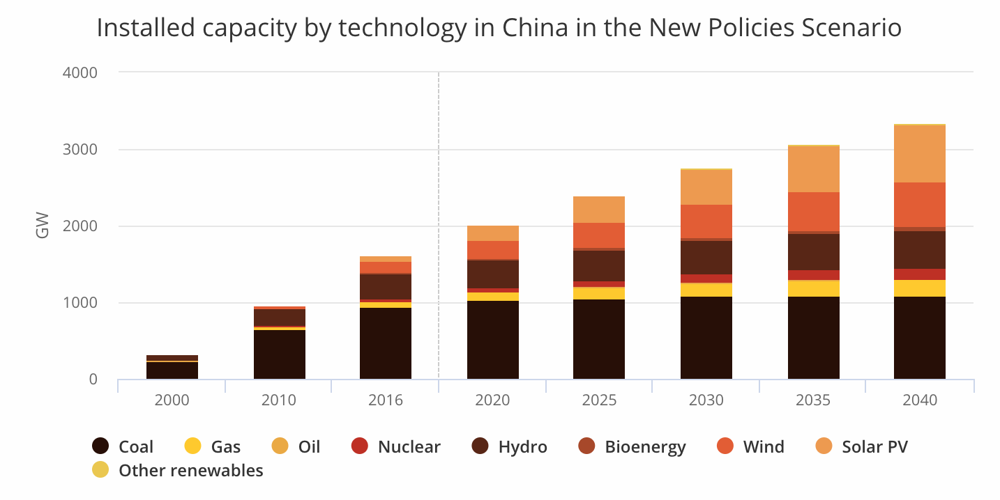 Installed capacity by technology in China in the New Policies Scenario
4000
3000
2000
1000
0
GW
2000 2010 2016 2020 2025 2030 2035 2040
Coal Gas Oil Nuclear Hydro Bioenergy Wind Solar PV
Other renewables